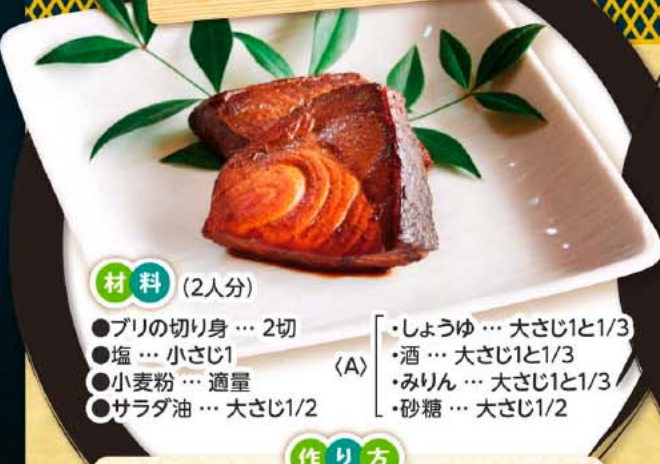 材料 (2人分)
●ブリの切り身 … 2切
●塩 … 小さじ1
●小麦粉 … 適量
●サラダ油 … 大さじ1/2
〈A〉
・しょうゆ … 大さじ1と1/3
・酒 … 大さじ1と1/3
・みりん … 大さじ1と1/3
・砂糖 … 大さじ1/2
作り方